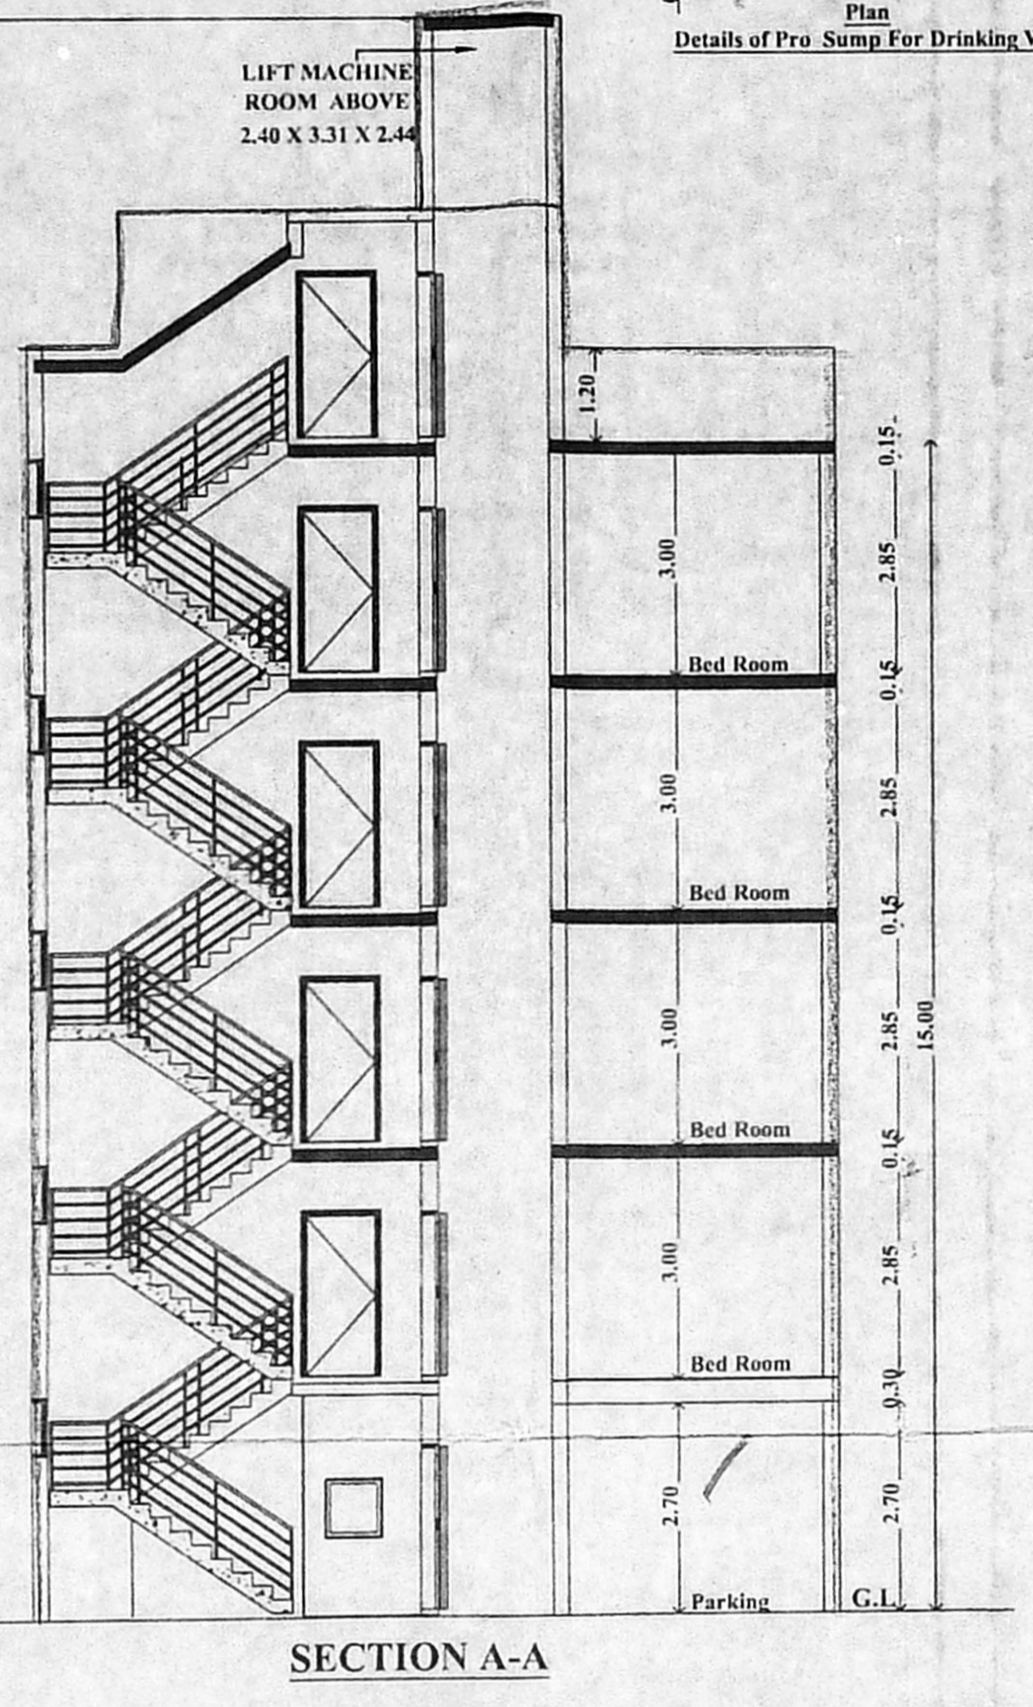 Plan
Details of Pro Sump For Drinking
LIFT MACHINE
ROOM ABOVE
2.40 X 3.31 X 2.44
1.20
0.15
3.00
2.85
Bed Room
0.15
3.00
2.85
Bed Room
0.15
3.00
2.85
15.00
Bed Room
0.15
3.00
2.85
Bed Room
0.30
2.70
2.70
Parking
G.L
SECTION A-A